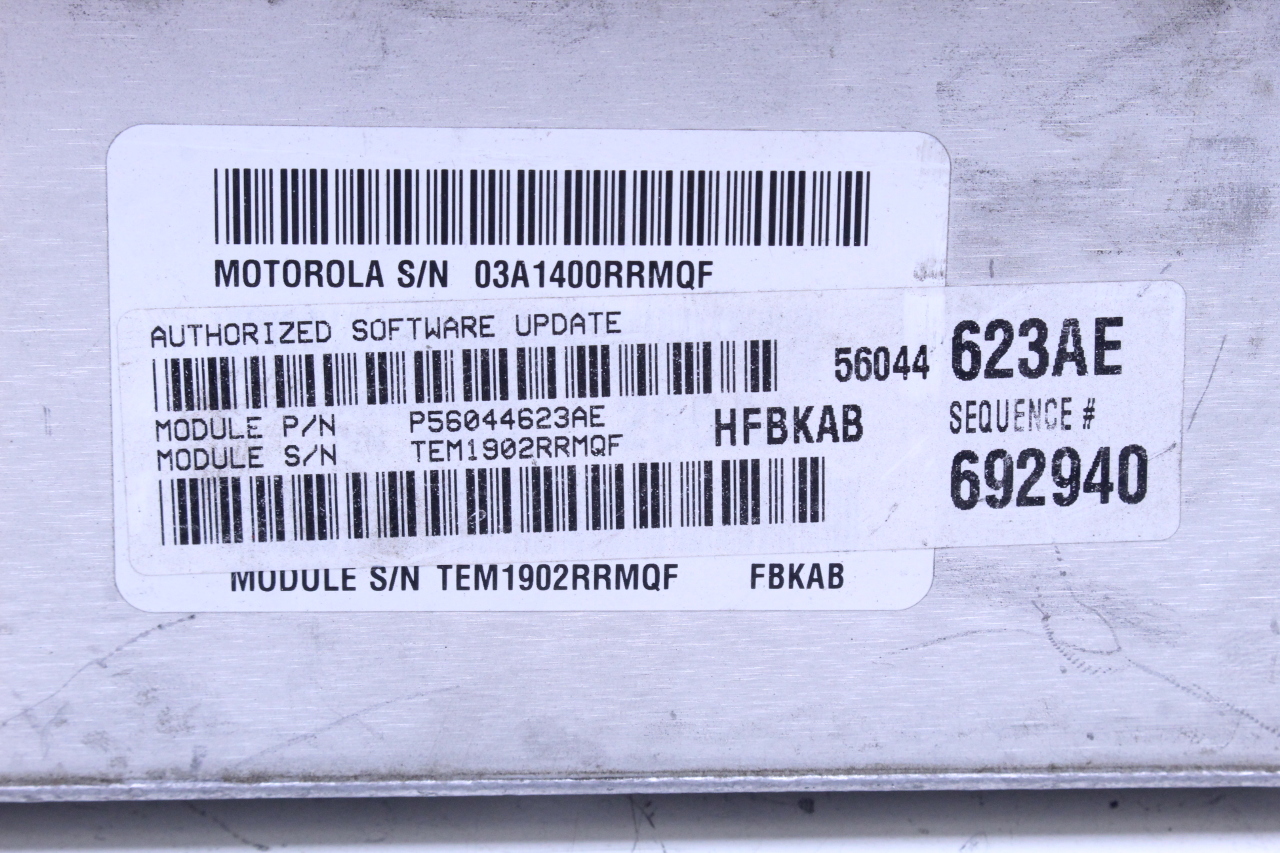 MOTOROLA S/N 03A1400RRMQF
AUTHORIZED SOFTWARE UPDATE
56044 623AE
MODULE P/N P56044623AE
HFBKAB
SEQUENCE #
MODULE S/N TEM1902RRMQF
692940
MODULE S/N TEM1902RRMQF FBKAB